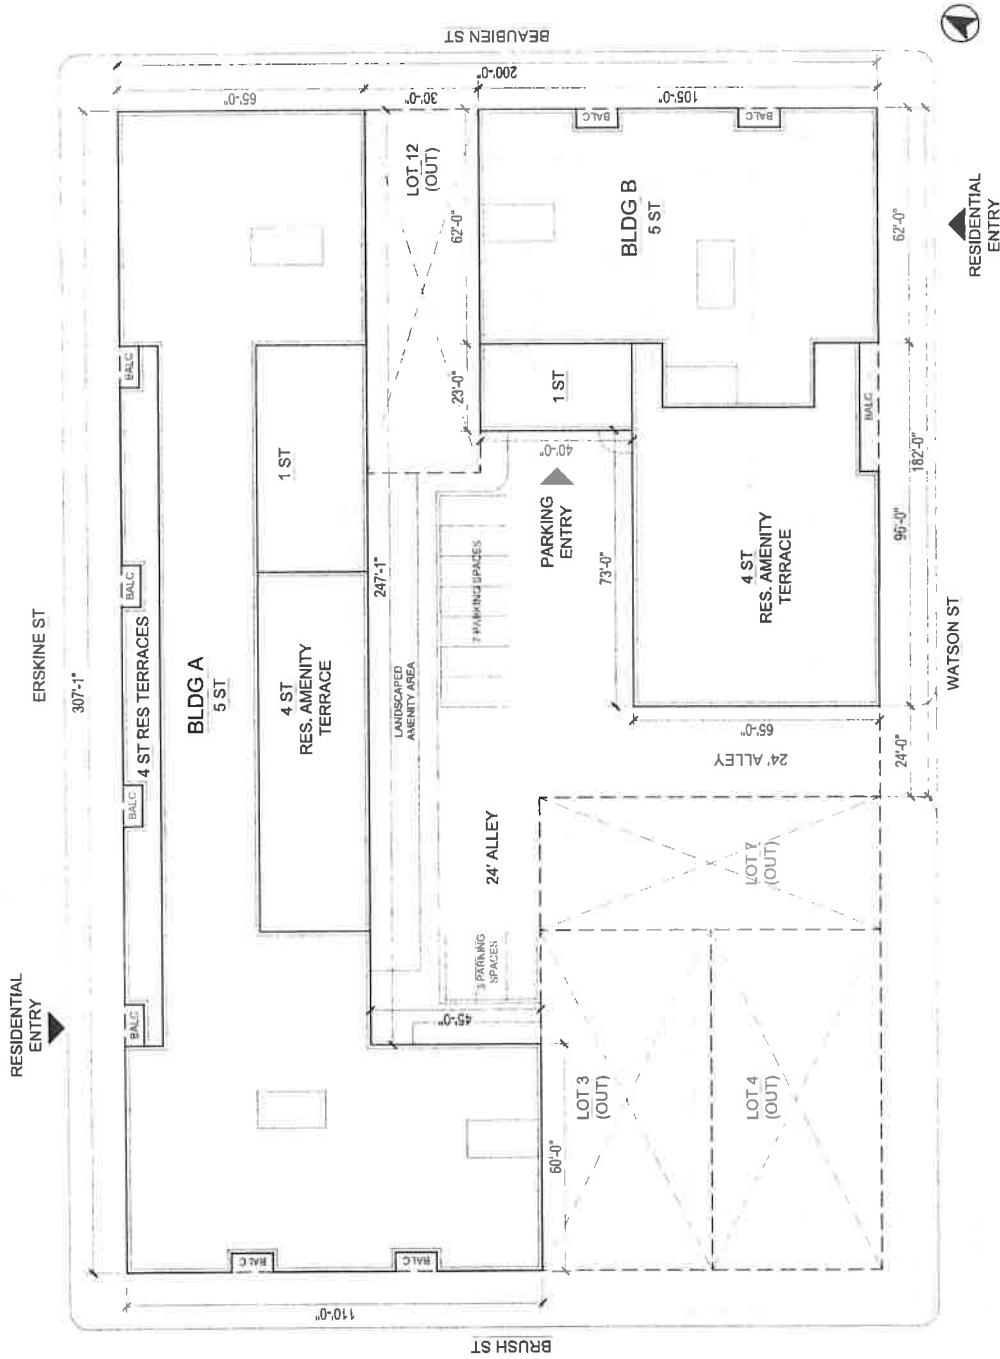 BEAUBIEN ST
200'-0"
65'-0"
30'-0"
105'-0"
BALC
BALC
LOT 12
(OUT)
62'-0"
BLDG B
5 ST
62'-0"
RESIDENTIAL
ENTRY
BALC
1 ST
23'-0"
1 ST
BALC
182'-0"
40'-0"
PARKING
ENTRY
ERSKINE ST
307'-1"
BALC
4 ST RES TERRACES
BLDG A
5 ST
4 ST
RES. AMENITY
TERRACE
247'-1"
LANDSCAPED
AMENITY AREA
7 PARKING SPACES
73'-0"
4 ST
RES. AMENITY
TERRACE
96'-0"
WATSON ST
65'-0"
24' ALLEY
24'-0"
BALC
24' ALLEY
LOT 7
(OUT)
3 PARKING
SPACES
RESIDENTIAL
ENTRY
BALC
45'-0"
LOT 3
(OUT)
LOT 4
(OUT)
60'-0"
BALC
BALC
110'-0"
BRUSH ST